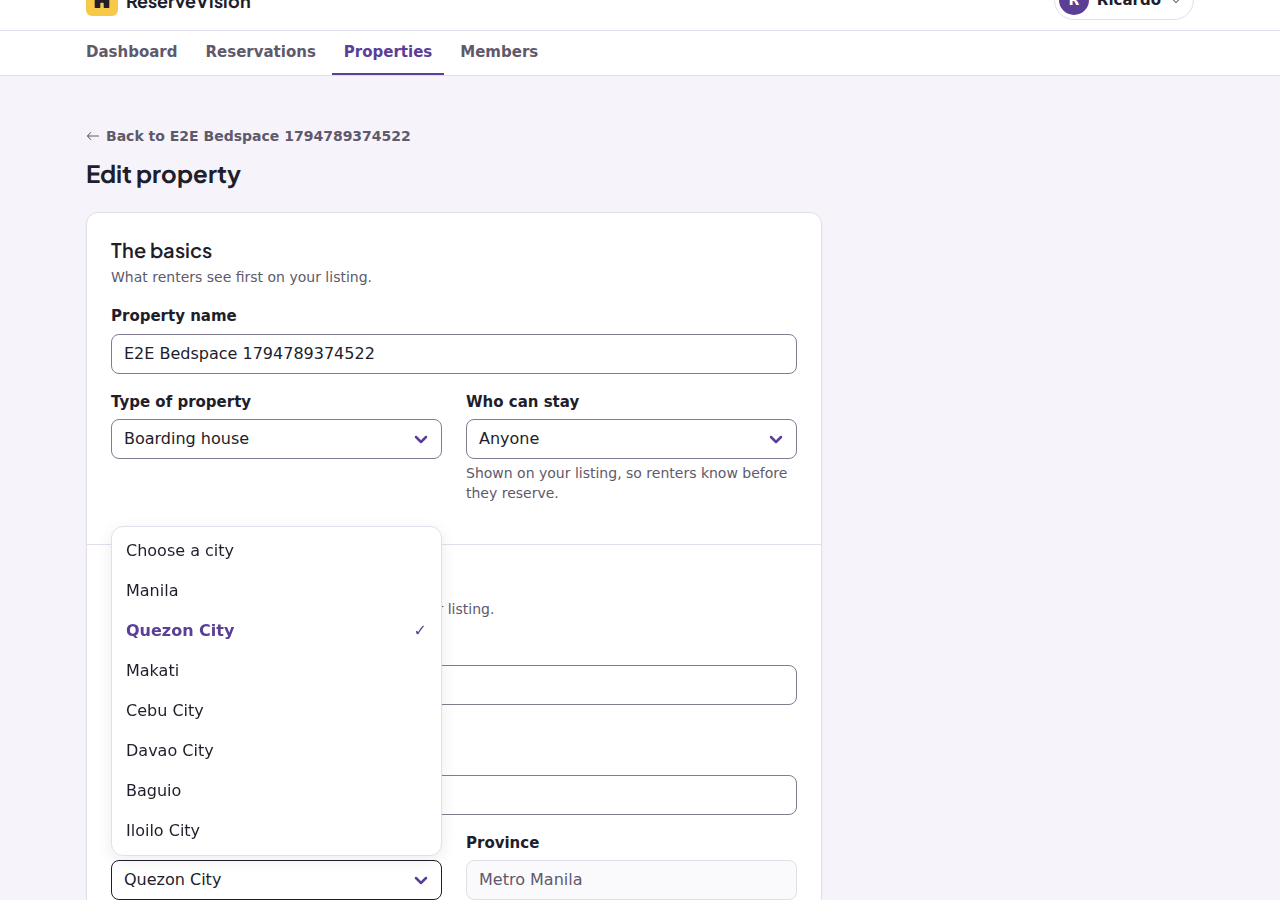 ReserveVision
R Ricardo
Dashboard Reservations Properties Members
Back to E2E Bedspace 1794789374522
Edit property
The basics
What renters see first on your listing.
Property name
E2E Bedspace 1794789374522
Type of property Who can stay
Boarding house Anyone
Shown on your listing, so renters know before
they reserve.
Choose a city
Manila
listing.
Quezon City ✓
Makati
Cebu City
Davao City
Baguio
Iloilo City
Province
Quezon City Metro Manila